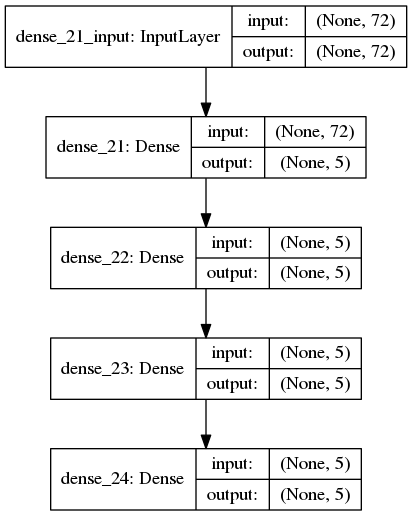 dense_21_input: InputLayer
input: (None, 72)
output: (None, 72)
dense_21: Dense
input: (None, 72)
output: (None, 5)
dense_22: Dense
input: (None, 5)
output: (None, 5)
dense_23: Dense
input: (None, 5)
output: (None, 5)
dense_24: Dense
input: (None, 5)
output: (None, 5)